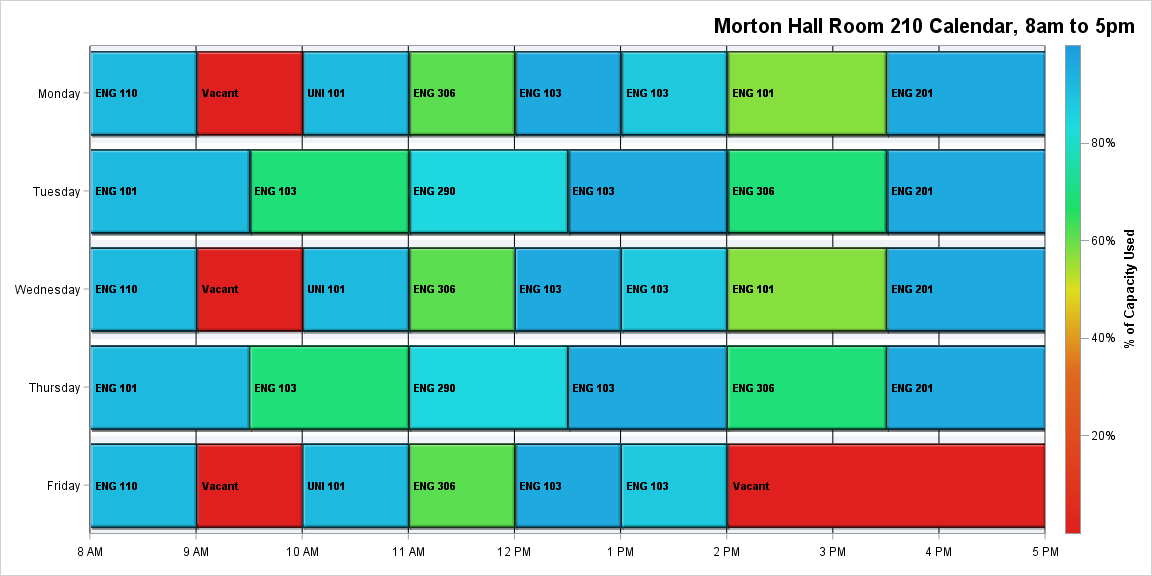 Morton Hall Room 210 Calendar, 8am to 5pm
Monday
ENG 110
Vacant
UNI 101
ENG 306
ENG 103
ENG 103
ENG 101
ENG 201
Tuesday
ENG 101
ENG 103
ENG 290
ENG 103
ENG 306
ENG 201
Wednesday
ENG 110
Vacant
UNI 101
ENG 306
ENG 103
ENG 103
ENG 101
ENG 201
Thursday
ENG 101
ENG 103
ENG 290
ENG 103
ENG 306
ENG 201
Friday
ENG 110
Vacant
UNI 101
ENG 306
ENG 103
ENG 103
Vacant
8 AM
9 AM
10 AM
11 AM
12 PM
1 PM
2 PM
3 PM
4 PM
5 PM
80%
60%
40%
20%
% of Capacity Used